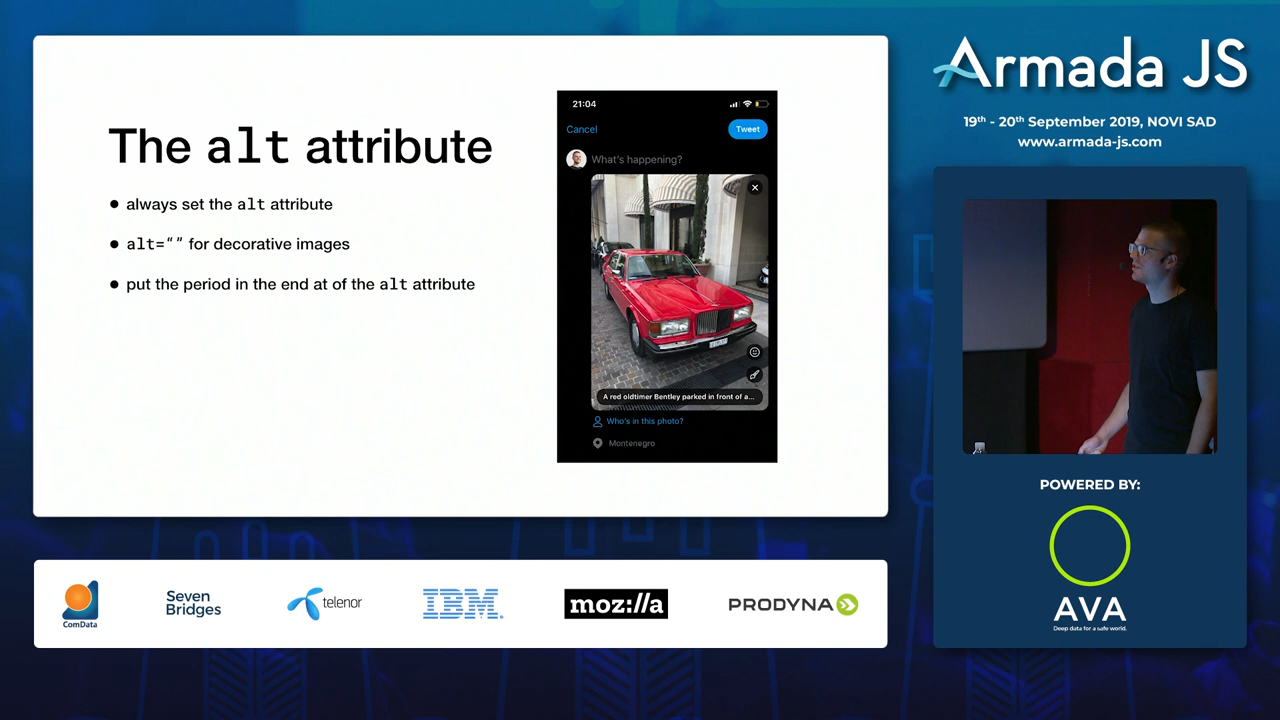 The alt attribute
always set the alt attribute
alt="" for decorative images
put the period in the end at of the alt attribute
21:04
Cancel
Tweet
What's happening?
A red oldtimer Bentley parked in front of a...
Who's in this photo?
Montenegro
Armada JS
19th - 20th September 2019, NOVI SAD
www.armada-js.com
POWERED BY:
AVA
Deep data for a safe world.
ComData
Seven
Bridges
telenor
IBM
moz://a
PRODYNA